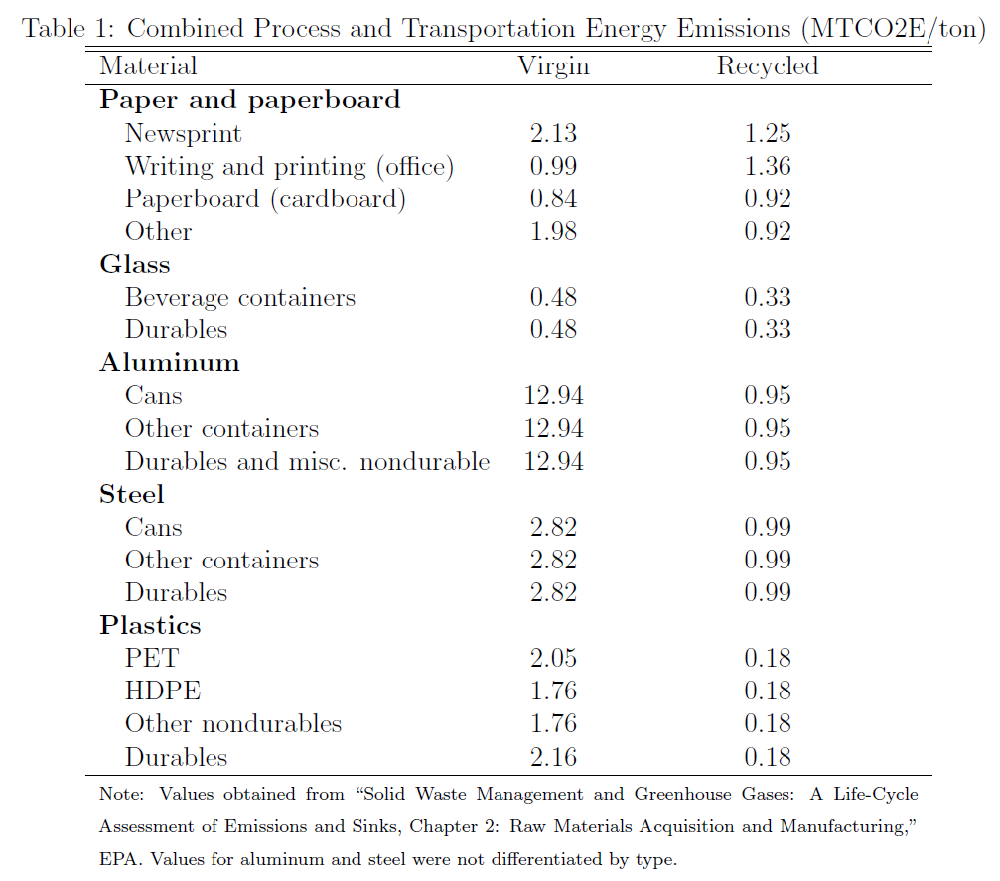 Table 1: Combined Process and Transportation Energy Emissions (MTCO2E/ton)
Material Virgin Recycled
Paper and paperboard
Newsprint 2.13 1.25
Writing and printing (office) 0.99 1.36
Paperboard (cardboard) 0.84 0.92
Other 1.98 0.92
Glass
Beverage containers 0.48 0.33
Durables 0.48 0.33
Aluminum
Cans 12.94 0.95
Other containers 12.94 0.95
Durables and misc. nondurable 12.94 0.95
Steel
Cans 2.82 0.99
Other containers 2.82 0.99
Durables 2.82 0.99
Plastics
PET 2.05 0.18
HDPE 1.76 0.18
Other nondurables 1.76 0.18
Durables 2.16 0.18
Note: Values obtained from “Solid Waste Management and Greenhouse Gases: A Life-Cycle
Assessment of Emissions and Sinks, Chapter 2: Raw Materials Acquisition and Manufacturing,”
EPA. Values for aluminum and steel were not differentiated by type.